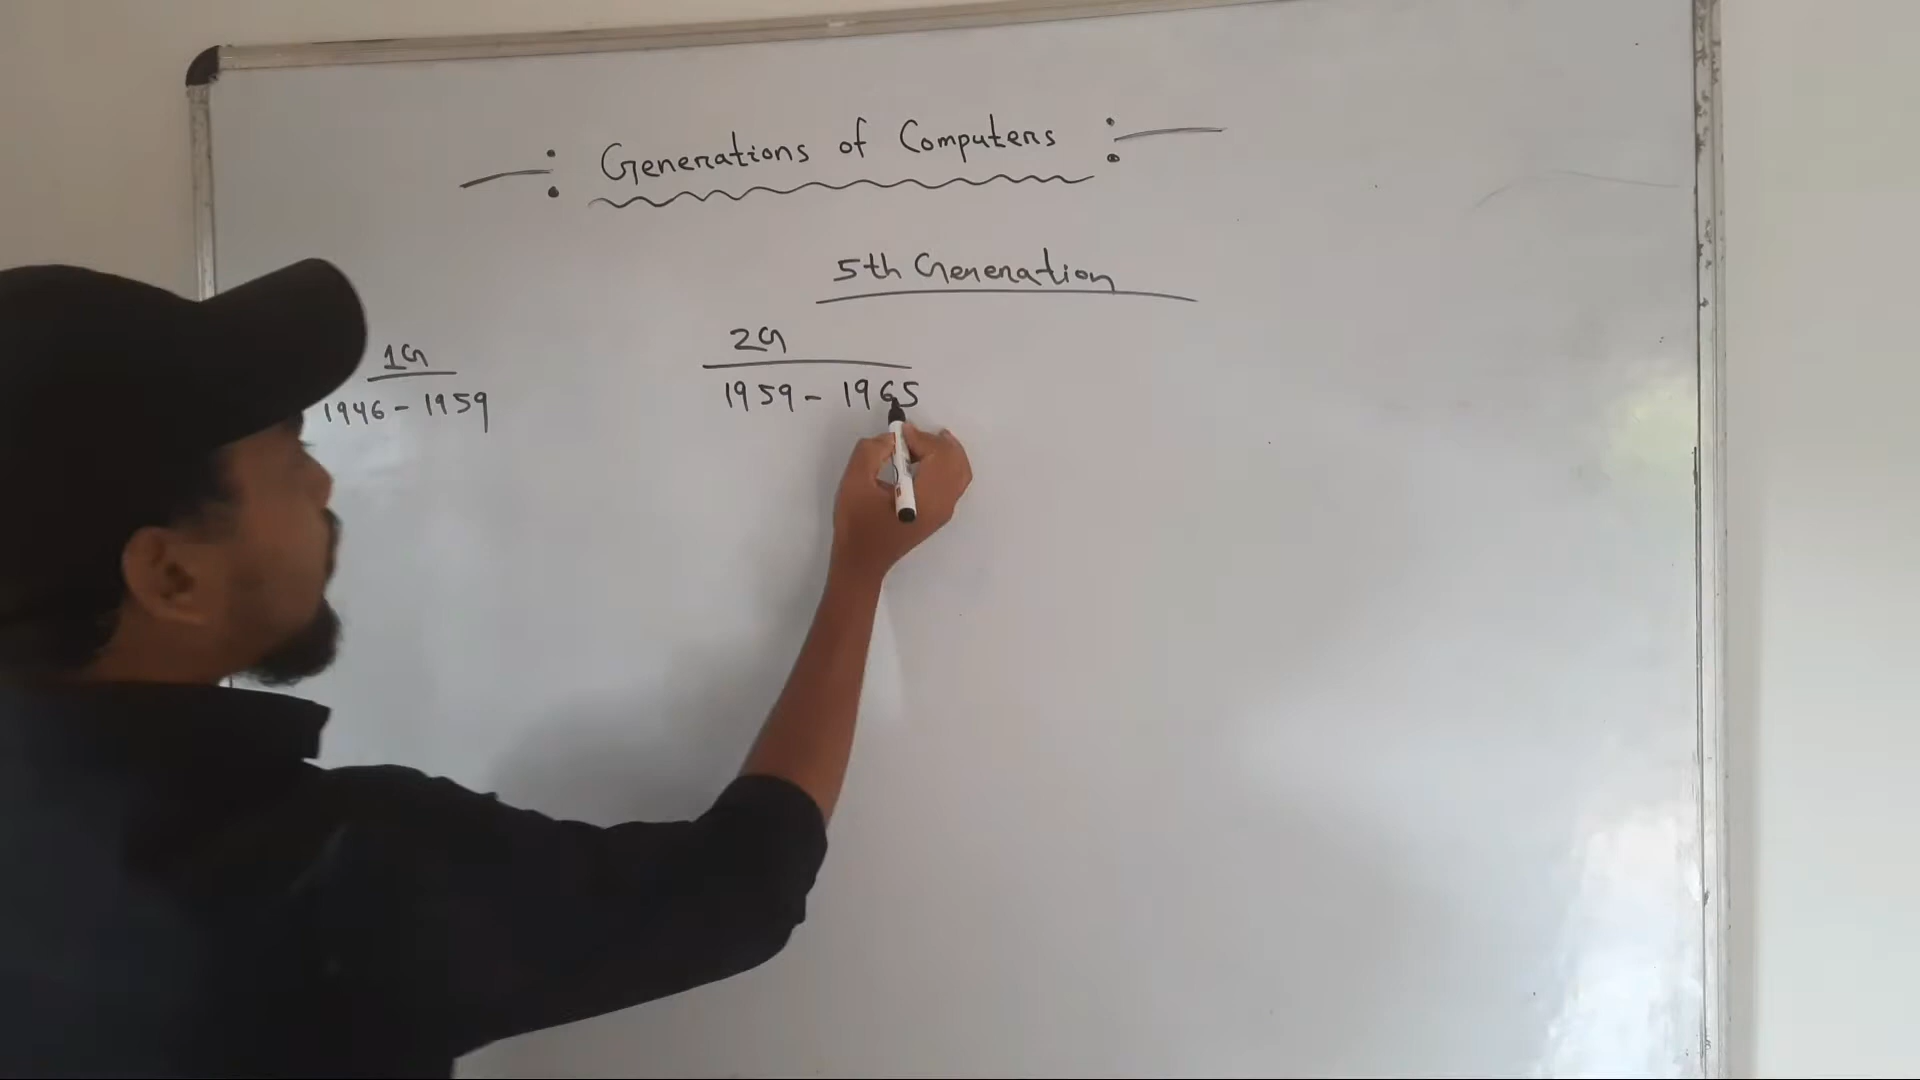 Generations of Computers
5th Generation
1G
1946 - 1959
2G
1959 - 1965